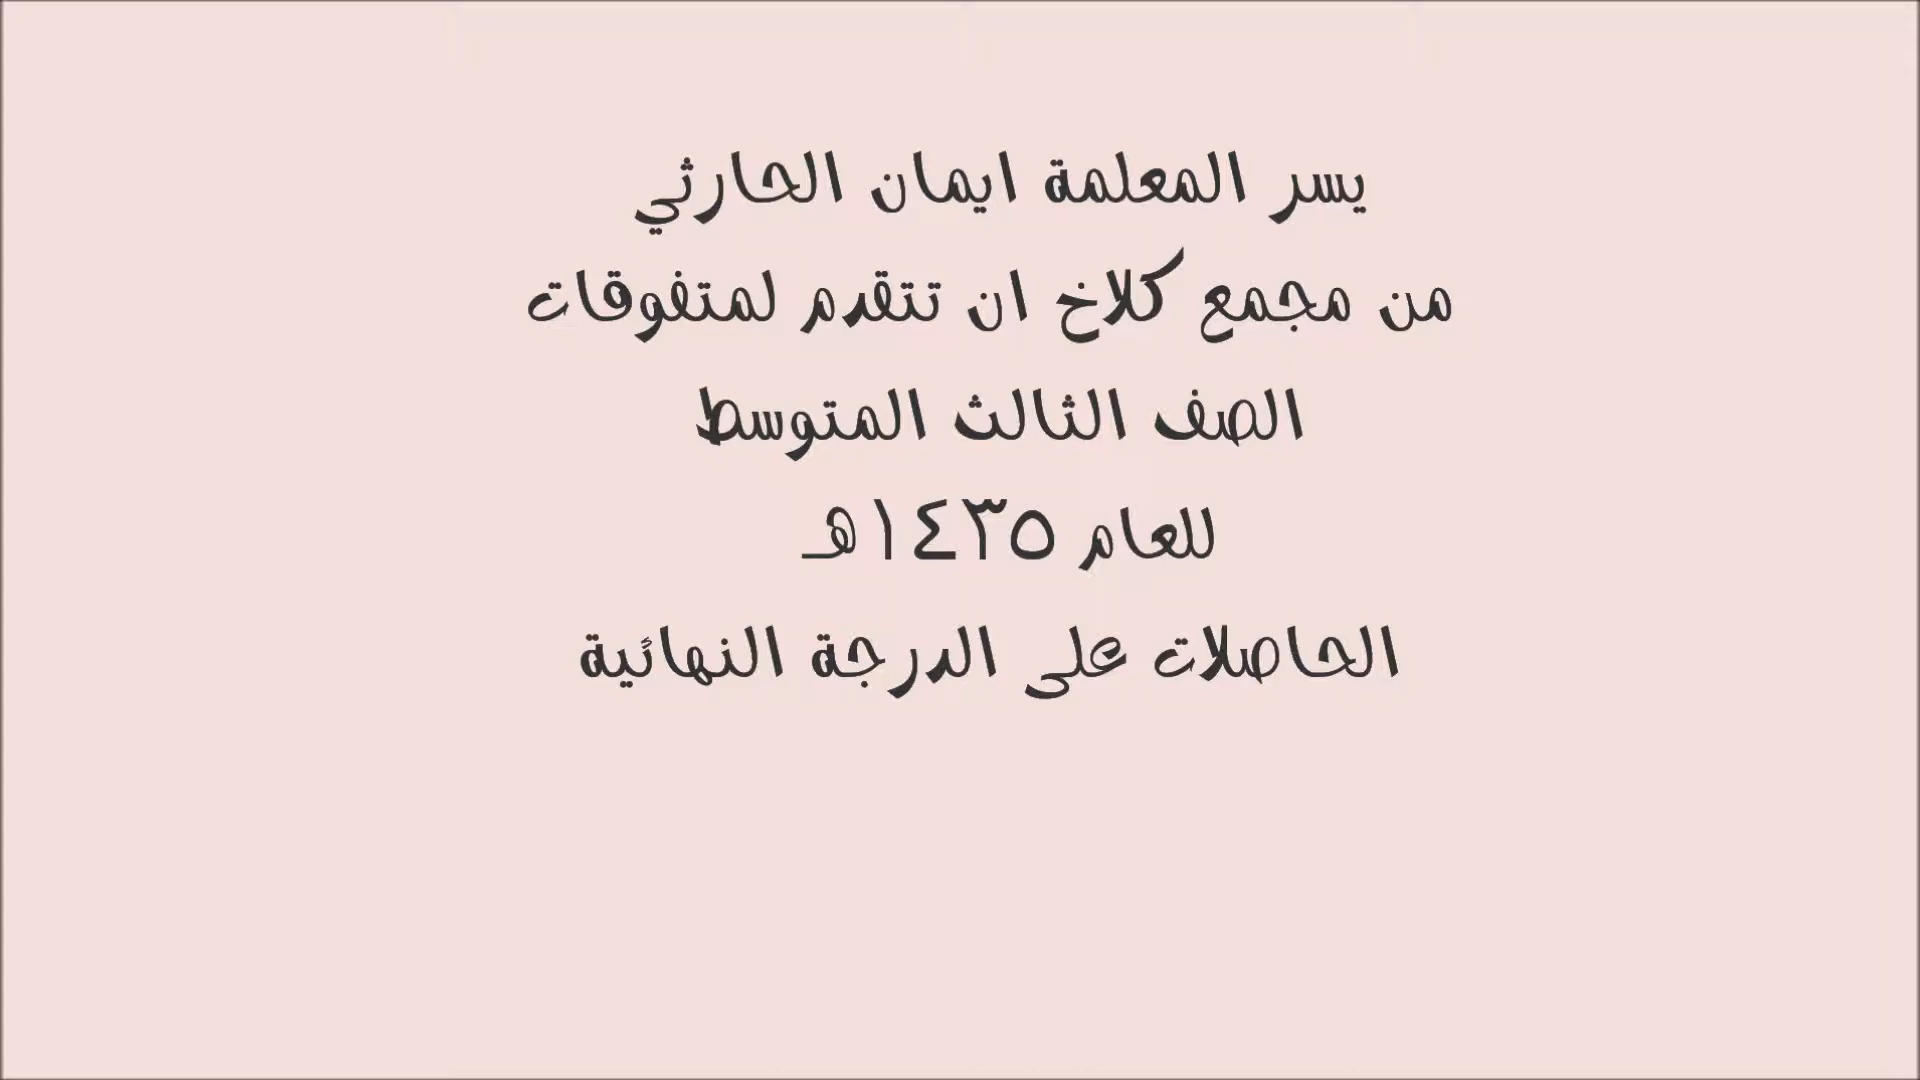 يسر المعلمة ايمان الحارثي
من مجمع كلاخ ان تتقدم لمتفوقات
الصف الثالث المتوسط
للعام ١٤٣٥هـ
الحاصلات على الدرجة النهائية